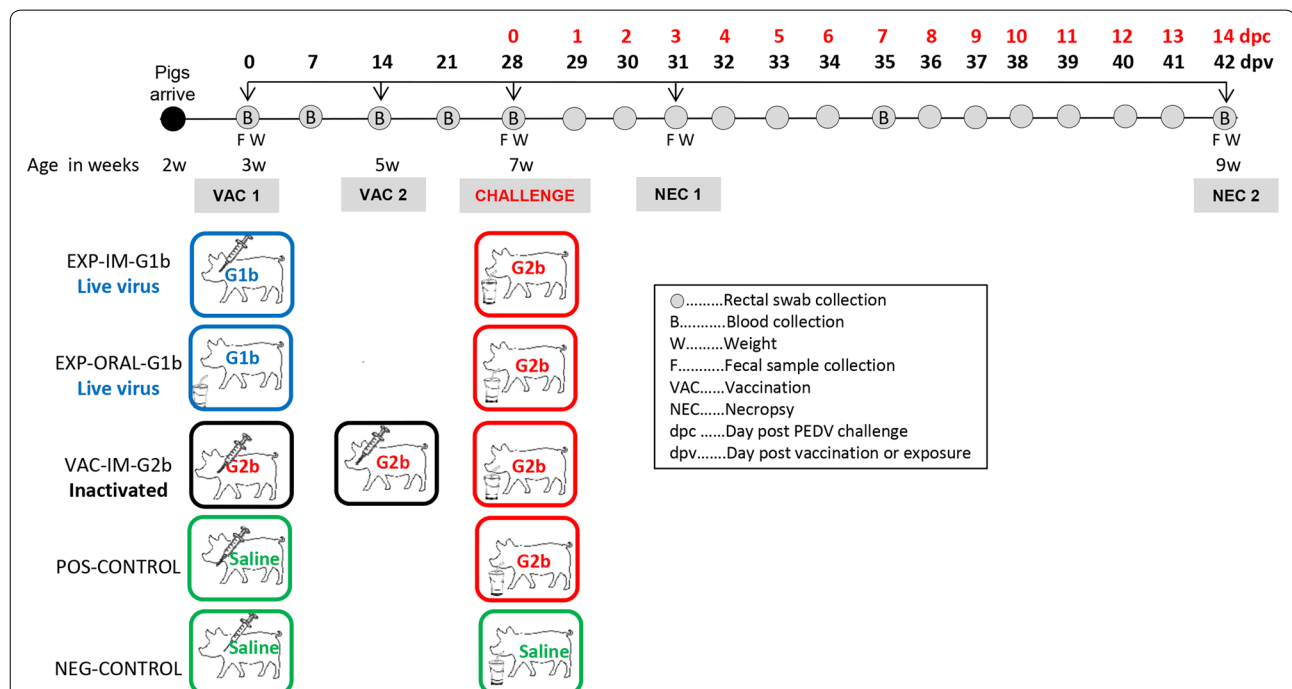 0 1 2 3 4 5 6 7 8 9 10 11 12 13 14 dpc
0 7 14 21 28 29 30 31 32 33 34 35 36 37 38 39 40 41 42 dpv
Pigs
arrive
B B B B B B B
F W F W F W F W
Age in weeks 2w 3w 5w 7w 9w
VAC 1 VAC 2 CHALLENGE NEC 1 NEC 2
EXP-IM-G1b
Live virus
G1b
G2b
EXP-ORAL-G1b
Live virus
G1b
G2b
VAC-IM-G2b
Inactivated
G2b
G2b
G2b
POS-CONTROL
Saline
G2b
NEG-CONTROL
Saline
Saline
.........Rectal swab collection
B...........Blood collection
W.........Weight
F...........Fecal sample collection
VAC......Vaccination
NEC......Necropsy
dpc ......Day post PEDV challenge
dpv.......Day post vaccination or exposure